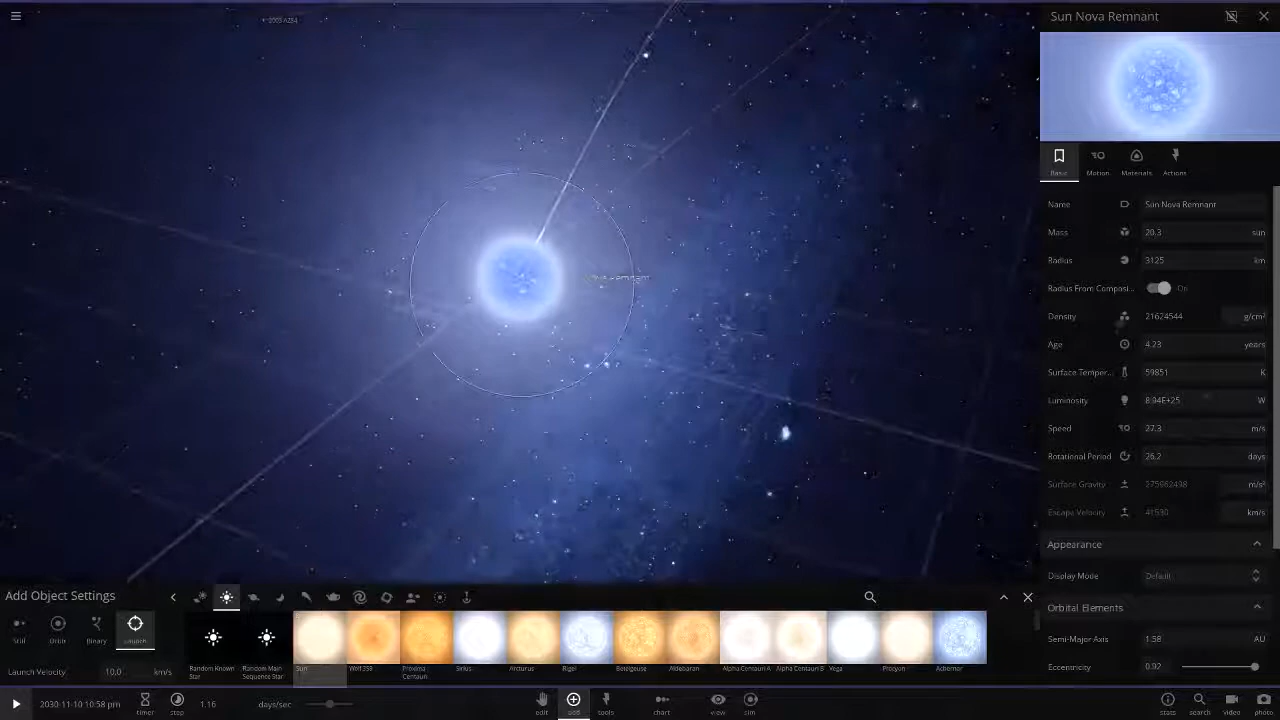 Sun Nova Remnant
Basic
Motion
Materials
Actions
Name
Sun Nova Remnant
Mass
20.3
sun
Radius
3125
km
Radius From Composi...
On
Density
21624544
g/cm³
Age
4.23
years
Surface Temper...
59851
K
Luminosity
8.94E+25
W
Speed
27.3
m/s
Rotational Period
26.2
days
Surface Gravity
275962498
m/s²
Escape Velocity
41530
km/s
Appearance
Display Mode
Default
Orbital Elements
Semi-Major Axis
1.58
AU
Eccentricity
0.92
Add Object Settings
Still
Orbit
Binary
Launch
Launch Velocity
10.0
km/s
Random Known
Star
Random Main
Sequence Star
Sun
Wolf 359
Proxima
Centauri
Sirius
Arcturus
Rigel
Betelgeuse
Aldebaran
Alpha Centauri A
Alpha Centauri B
Vega
Procyon
Achernar
2030-11-10 10:58 pm
timer
step
1.16
days/sec
edit
add
tools
chart
view
sim
stats
search
video
photo